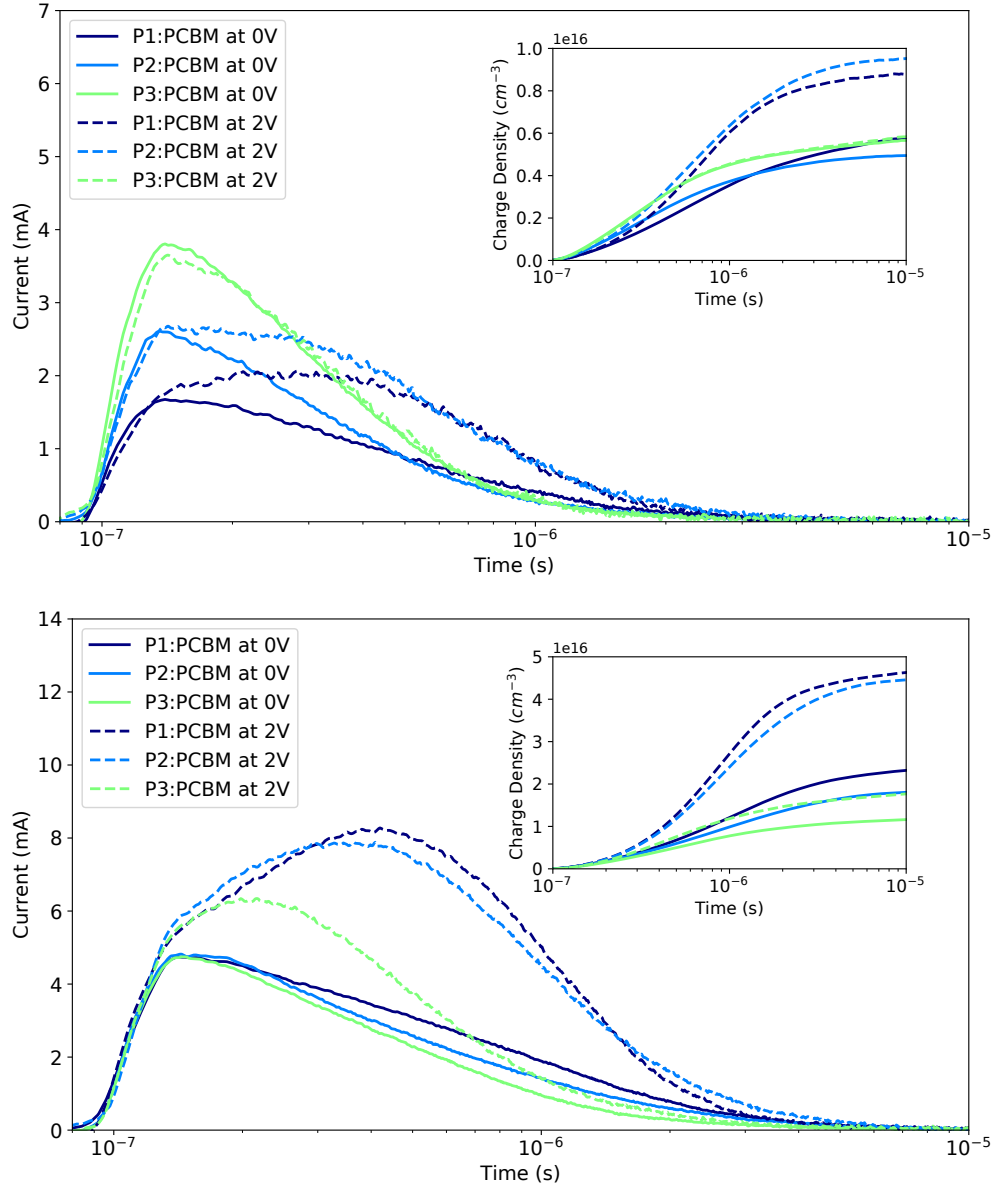 7
6
5
4
3
2
1
0
Current (mA)
P1:PCBM at 0V
P2:PCBM at 0V
P3:PCBM at 0V
P1:PCBM at 2V
P2:PCBM at 2V
P3:PCBM at 2V
1e16
1.0
0.8
0.6
0.4
0.2
0.0
Charge Density (cm⁻³)
10⁻⁷ 10⁻⁶ 10⁻⁵
Time (s)
10⁻⁷ 10⁻⁶ 10⁻⁵
Time (s)
14
12
10
8
6
4
2
0
Current (mA)
P1:PCBM at 0V
P2:PCBM at 0V
P3:PCBM at 0V
P1:PCBM at 2V
P2:PCBM at 2V
P3:PCBM at 2V
1e16
5
4
3
2
1
0
Charge Density (cm⁻³)
10⁻⁷ 10⁻⁶ 10⁻⁵
Time (s)
10⁻⁷ 10⁻⁶ 10⁻⁵
Time (s)